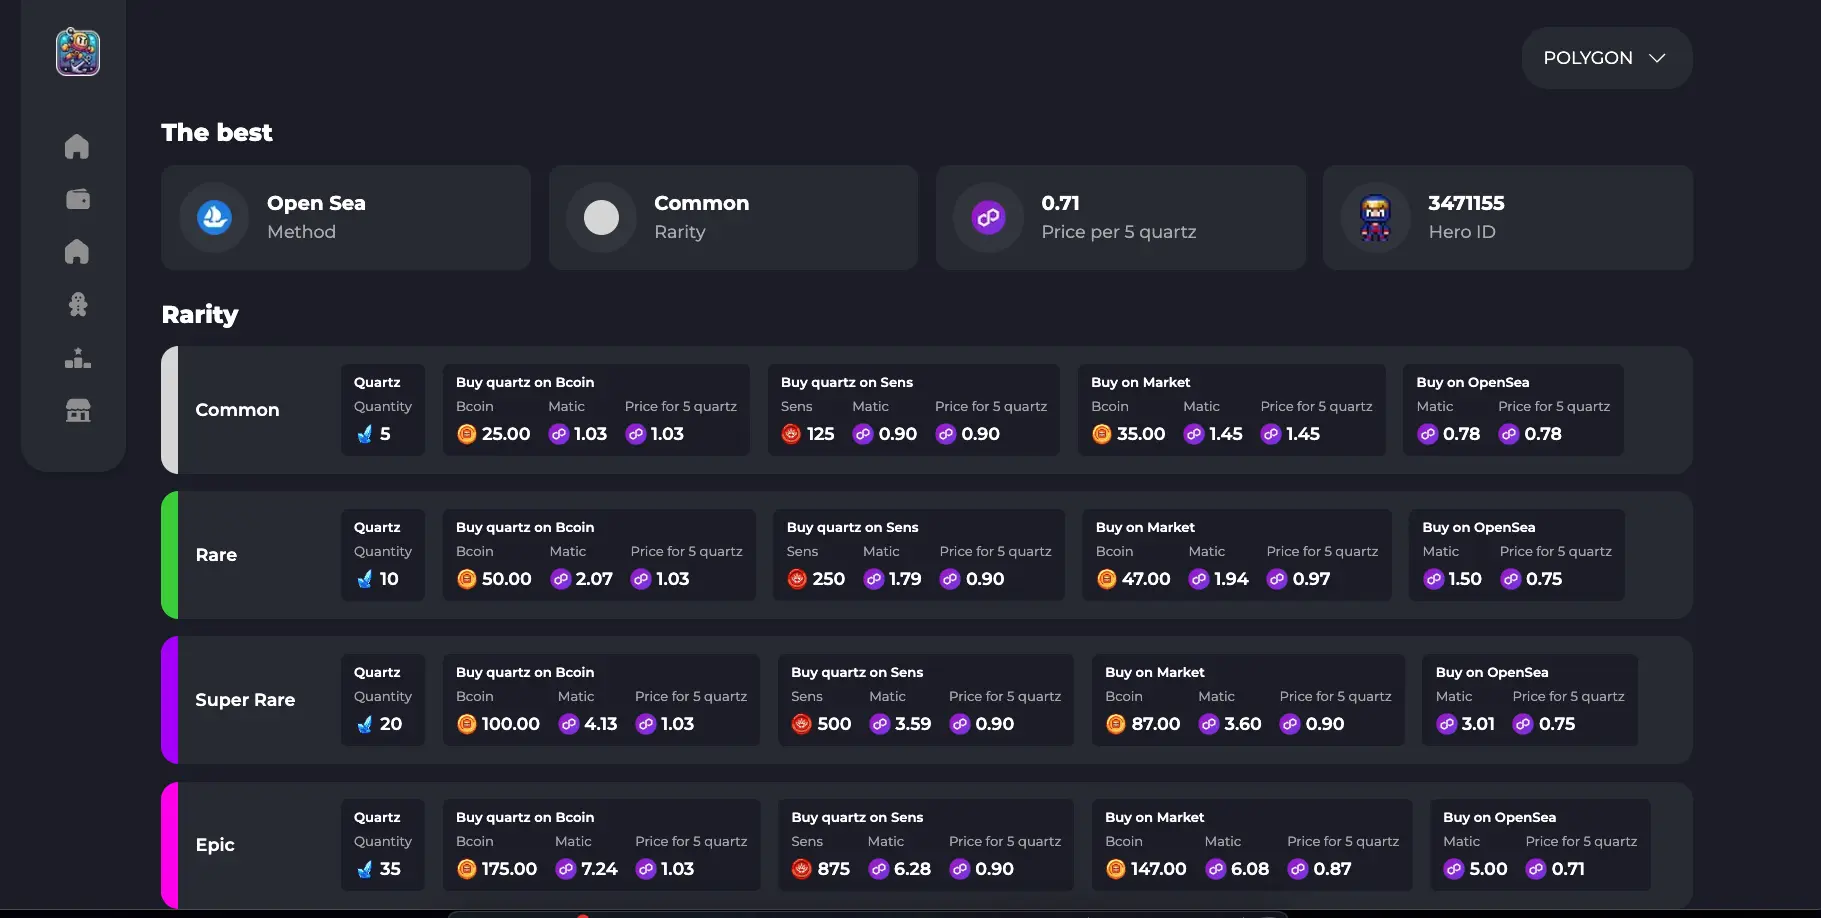 POLYGON
The best
Open Sea
Method
Common
Rarity
0.71
Price per 5 quartz
3471155
Hero ID
Rarity
Common
Quartz
Quantity
5
Buy quartz on Bcoin
Bcoin Matic Price for 5 quartz
25.00 1.03 1.03
Buy quartz on Sens
Sens Matic Price for 5 quartz
125 0.90 0.90
Buy on Market
Bcoin Matic Price for 5 quartz
35.00 1.45 1.45
Buy on OpenSea
Matic Price for 5 quartz
0.78 0.78
Rare
Quartz
Quantity
10
Buy quartz on Bcoin
Bcoin Matic Price for 5 quartz
50.00 2.07 1.03
Buy quartz on Sens
Sens Matic Price for 5 quartz
250 1.79 0.90
Buy on Market
Bcoin Matic Price for 5 quartz
47.00 1.94 0.97
Buy on OpenSea
Matic Price for 5 quartz
1.50 0.75
Super Rare
Quartz
Quantity
20
Buy quartz on Bcoin
Bcoin Matic Price for 5 quartz
100.00 4.13 1.03
Buy quartz on Sens
Sens Matic Price for 5 quartz
500 3.59 0.90
Buy on Market
Bcoin Matic Price for 5 quartz
87.00 3.60 0.90
Buy on OpenSea
Matic Price for 5 quartz
3.01 0.75
Epic
Quartz
Quantity
35
Buy quartz on Bcoin
Bcoin Matic Price for 5 quartz
175.00 7.24 1.03
Buy quartz on Sens
Sens Matic Price for 5 quartz
875 6.28 0.90
Buy on Market
Bcoin Matic Price for 5 quartz
147.00 6.08 0.87
Buy on OpenSea
Matic Price for 5 quartz
5.00 0.71